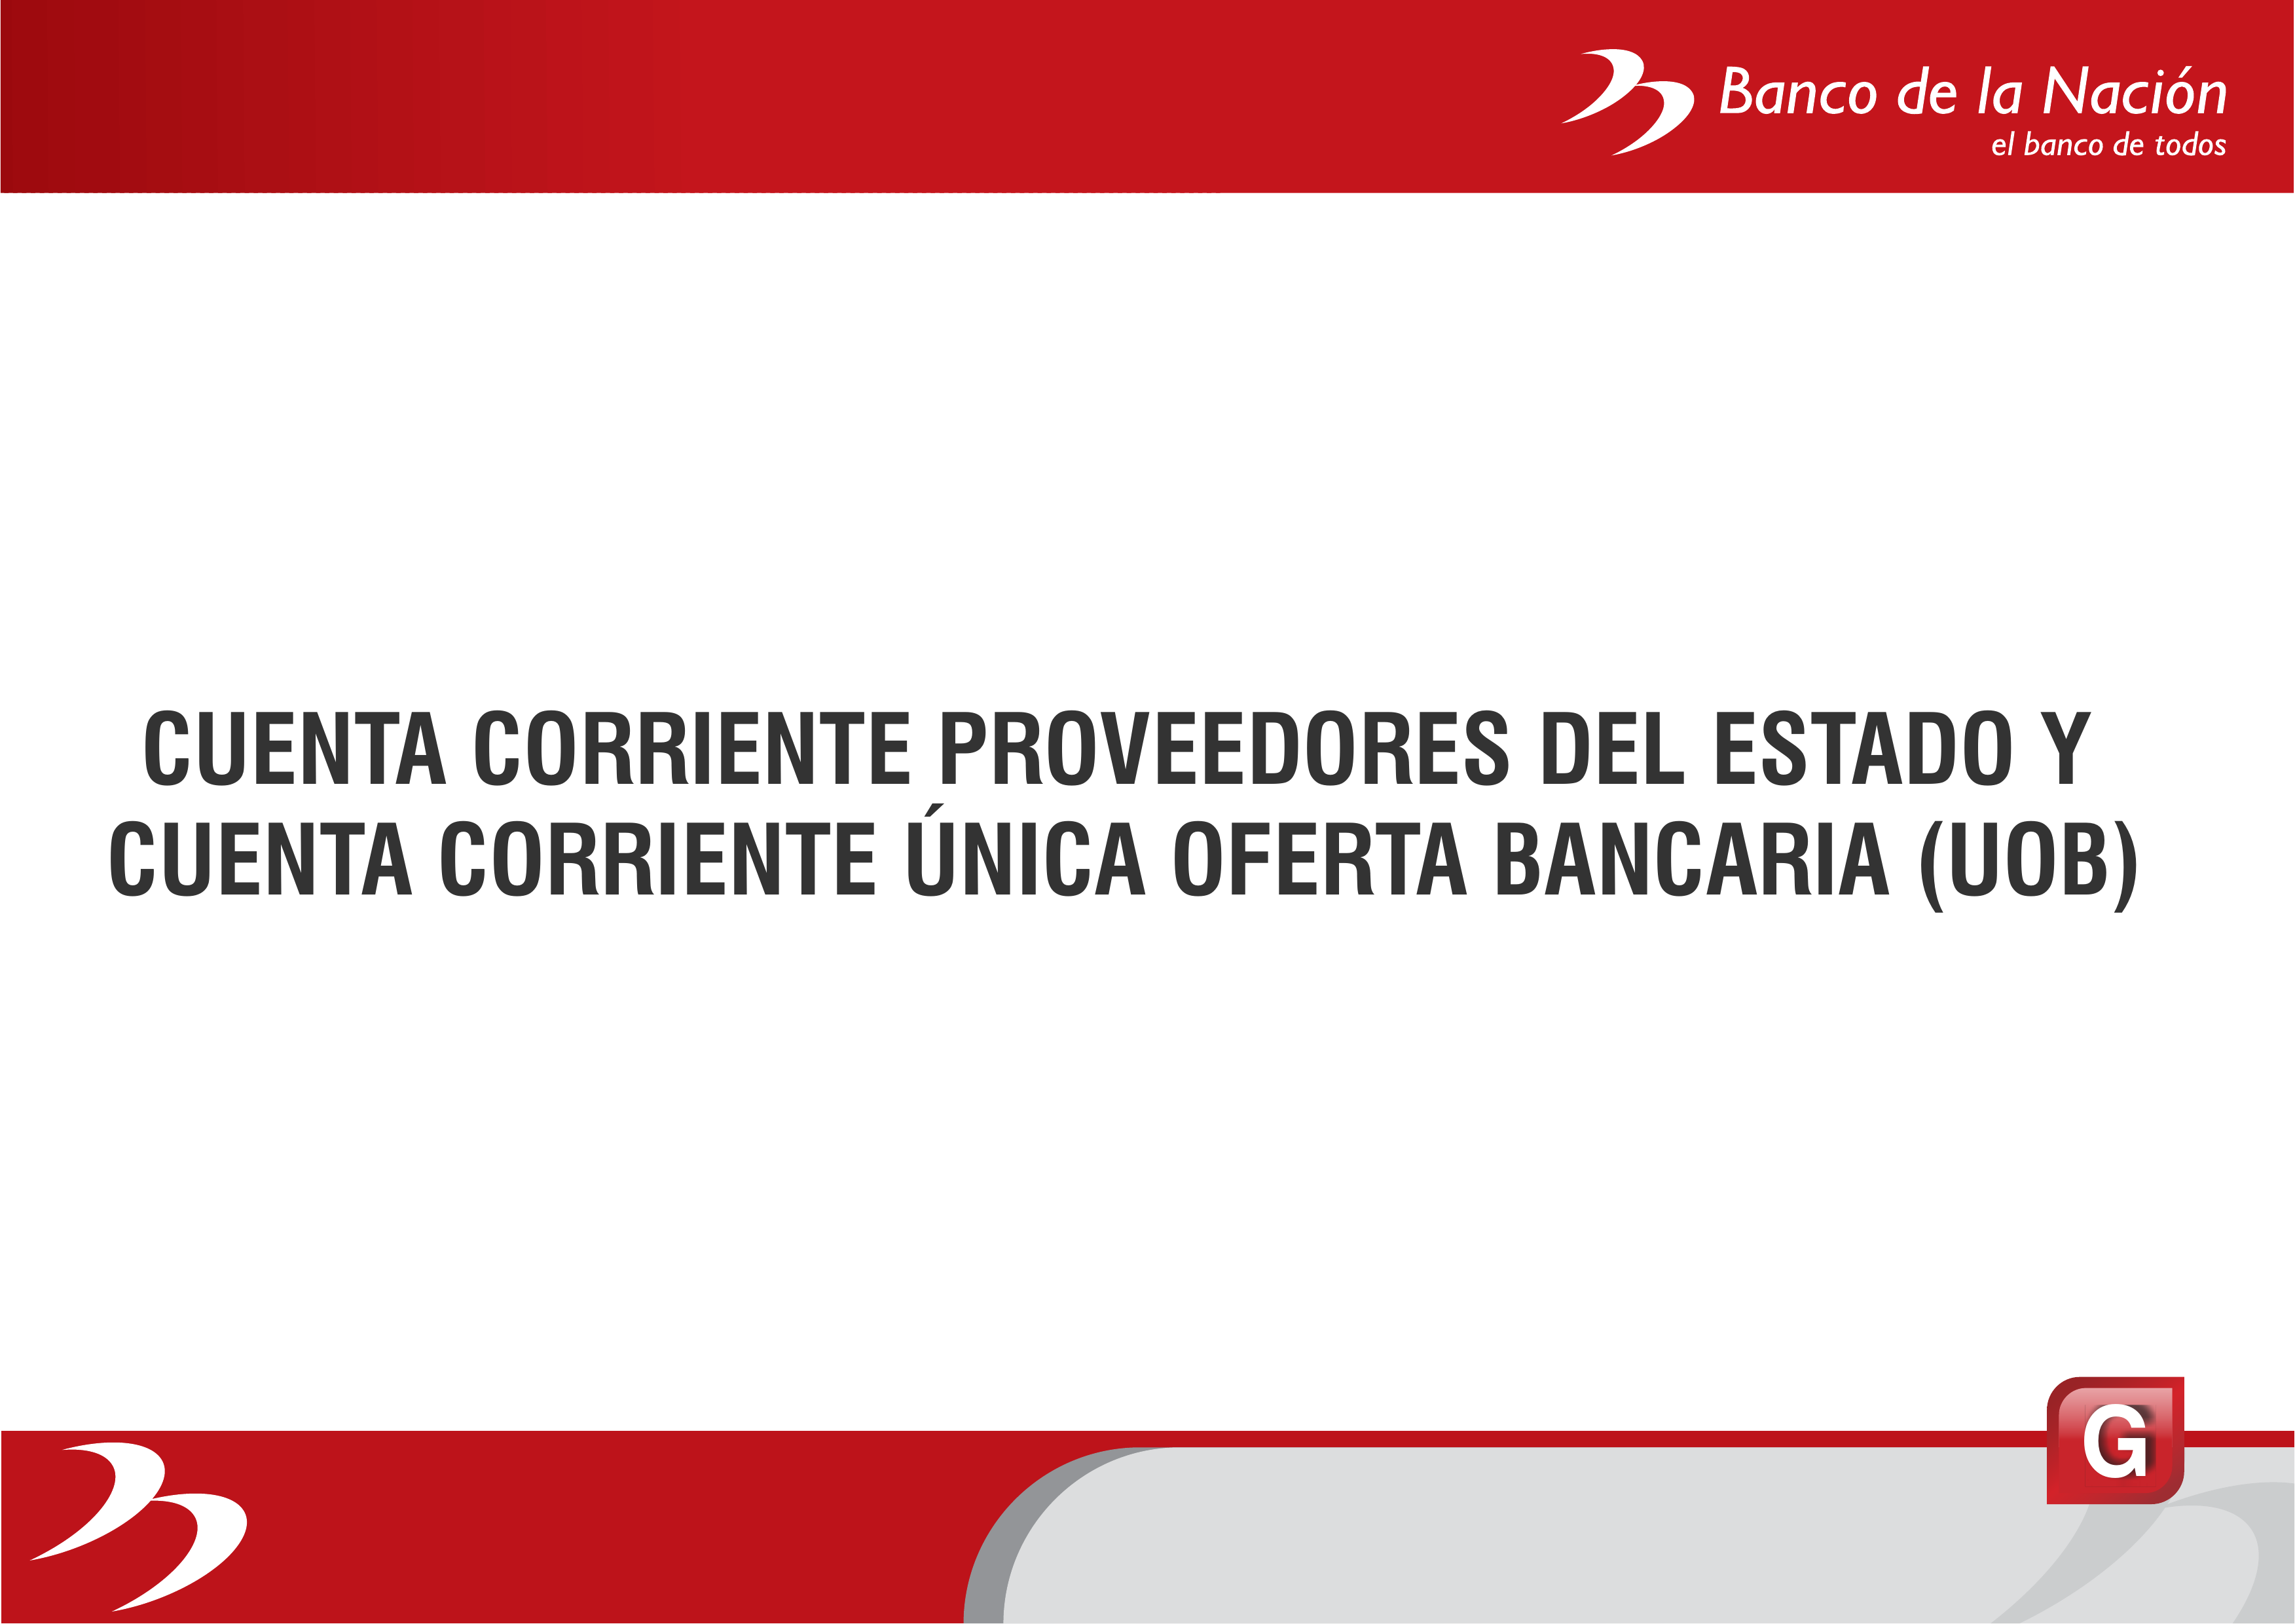 Banco de la Nación
el banco de todos
CUENTA CORRIENTE PROVEEDORES DEL ESTADO Y
CUENTA CORRIENTE ÚNICA OFERTA BANCARIA (UOB)
G